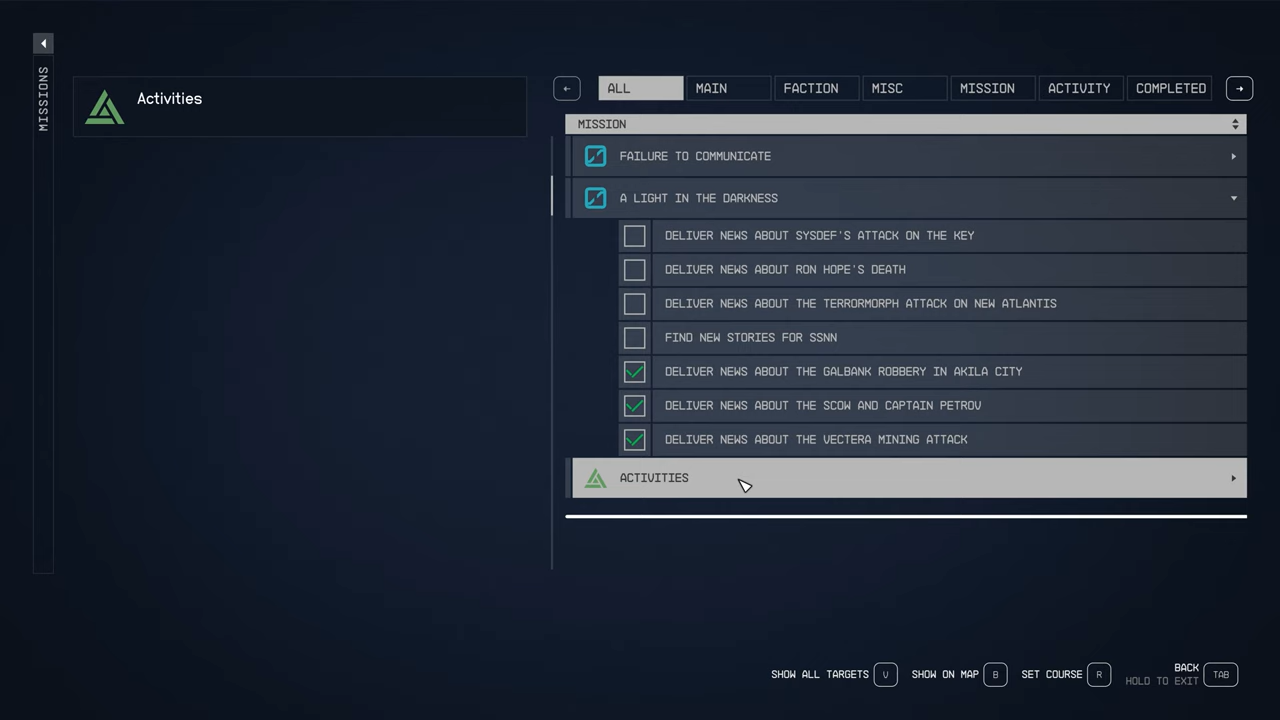 MISSIONS
Activities
ALL MAIN FACTION MISC MISSION ACTIVITY COMPLETED
MISSION
FAILURE TO COMMUNICATE
A LIGHT IN THE DARKNESS
DELIVER NEWS ABOUT SYSDEF'S ATTACK ON THE KEY
DELIVER NEWS ABOUT RON HOPE'S DEATH
DELIVER NEWS ABOUT THE TERRORMORPH ATTACK ON NEW ATLANTIS
FIND NEW STORIES FOR SSNN
DELIVER NEWS ABOUT THE GALBANK ROBBERY IN AKILA CITY
DELIVER NEWS ABOUT THE SCOW AND CAPTAIN PETROV
DELIVER NEWS ABOUT THE VECTERA MINING ATTACK
ACTIVITIES
SHOW ALL TARGETS V SHOW ON MAP B SET COURSE R BACK TAB
HOLD TO EXIT